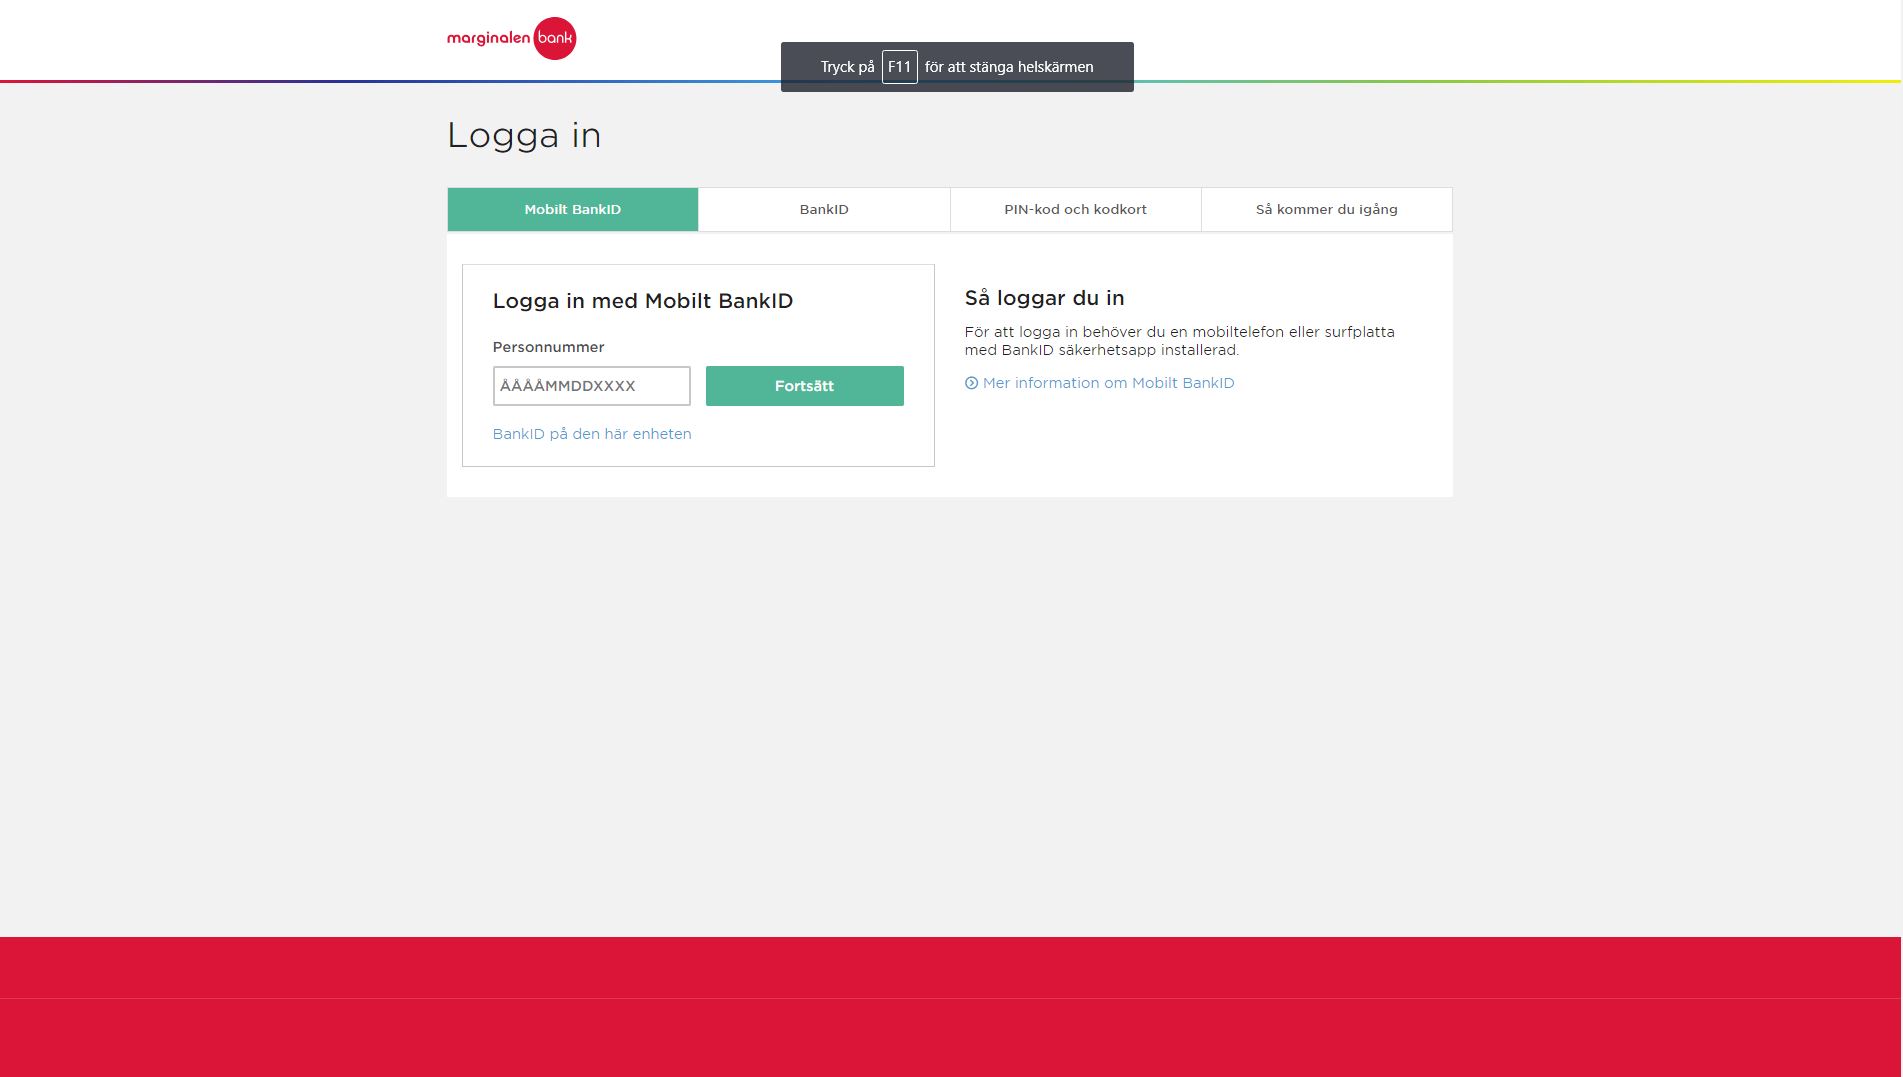 marginalen bank
Tryck på F11 för att stänga helskärmen
Logga in
Mobilt BankID
BankID
PIN-kod och kodkort
Så kommer du igång
Logga in med Mobilt BankID
Personnummer
ÅÅÅÅMMDDXXXX
Fortsätt
BankID på den här enheten
Så loggar du in
För att logga in behöver du en mobiltelefon eller surfplatta
med BankID säkerhetsapp installerad.
Mer information om Mobilt BankID